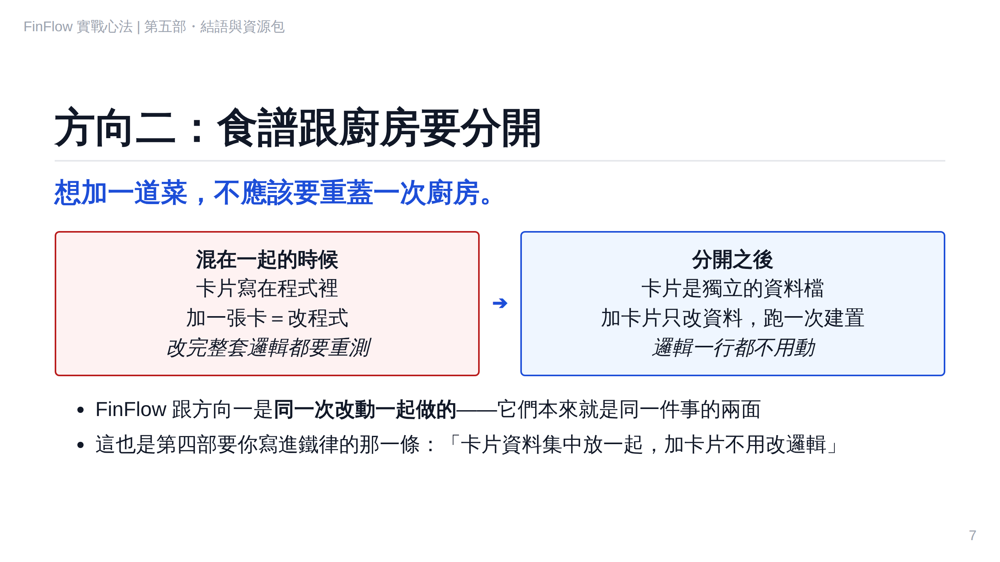 FinFlow 實戰心法 | 第五部・結語與資源包
方向二：食譜跟廚房要分開
想加一道菜，不應該要重蓋一次廚房。
混在一起的時候
卡片寫在程式裡
加一張卡＝改程式
改完整套邏輯都要重測
➔
分開之後
卡片是獨立的資料檔
加卡片只改資料，跑一次建置
邏輯一行都不用動
• FinFlow 跟方向一是同一次改動一起做的——它們本來就是同一件事的兩面
• 這也是第四部要你寫進鐵律的那一條：「卡片資料集中放一起，加卡片不用改邏輯」
7